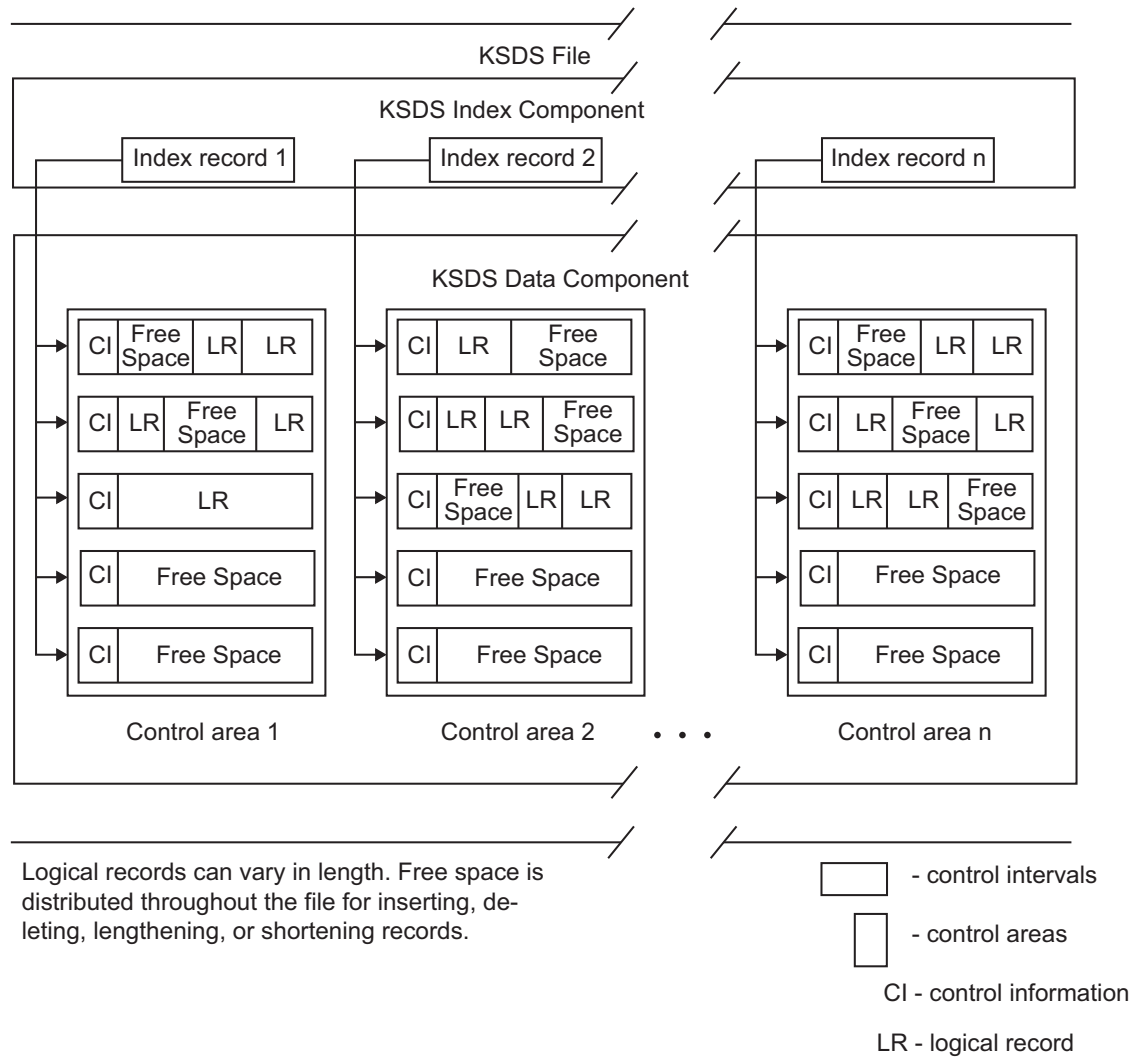 KSDS File
KSDS Index Component
Index record 1
Index record 2
Index record n
KSDS Data Component
CI Free Space LR LR
CI LR Free Space LR
CI LR
CI Free Space
CI Free Space
Control area 1
CI LR Free Space
CI LR LR Free Space
CI Free Space LR LR
CI Free Space
CI Free Space
Control area 2
• • •
CI Free Space LR LR
CI LR Free Space LR
CI LR LR Free Space
CI Free Space
CI Free Space
Control area n
Logical records can vary in length. Free space is
distributed throughout the file for inserting, de-
leting, lengthening, or shortening records.
- control intervals
- control areas
CI - control information
LR - logical record